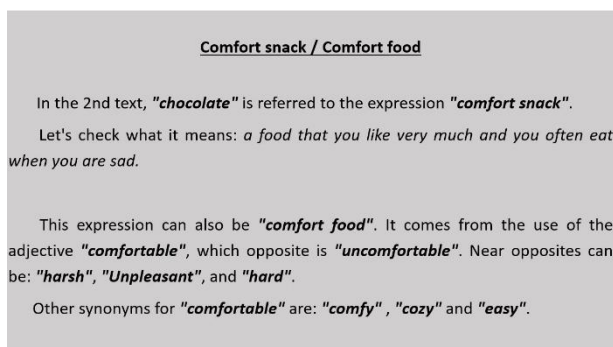 Comfort snack / Comfort food
In the 2nd text, "chocolate" is referred to the expression "comfort snack".
Let's check what it means: a food that you like very much and you often eat
when you are sad.
This expression can also be "comfort food". It comes from the use of the
adjective "comfortable", which opposite is "uncomfortable". Near opposites can
be: "harsh", "Unpleasant", and "hard".
Other synonyms for "comfortable" are: "comfy" , "cozy" and "easy".